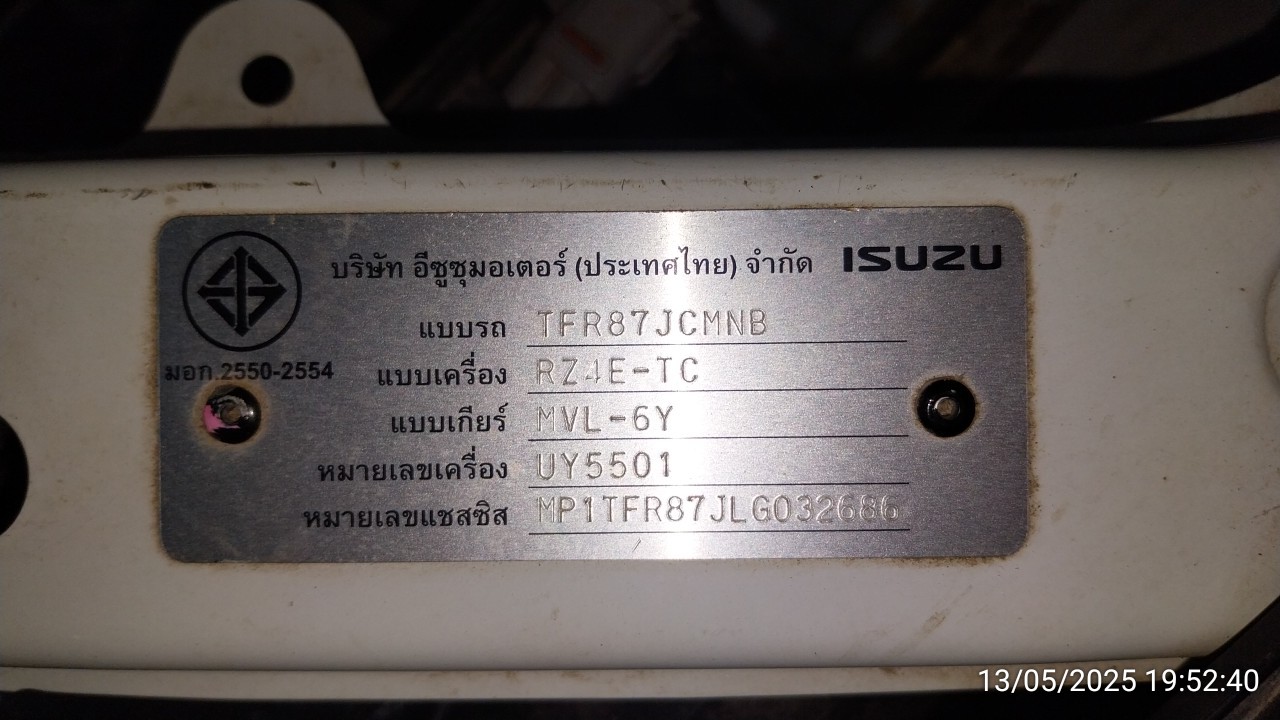 บริษัท อีซูซุมอเตอร์ (ประเทศไทย) จำกัด ISUZU
แบบรถ TFR87JCMNB
มอก.2550-2554
แบบเครื่อง RZ4E-TC
แบบเกียร์ MVL-6Y
หมายเลขเครื่อง UY5501
หมายเลขแชสซิส MP1TFR87JLG032686
13/05/2025 19:52:40